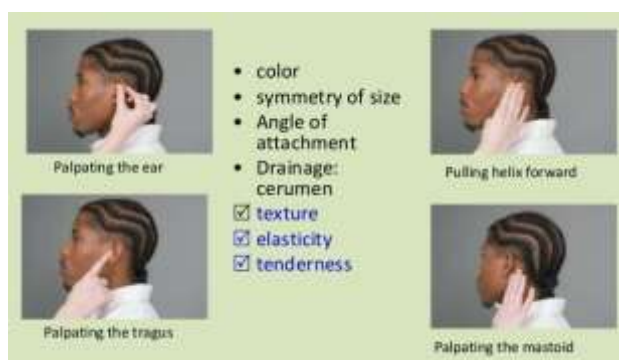 Palpating the ear
Palpating the tragus
• color
• symmetry of size
• Angle of
attachment
• Drainage:
cerumen
☑ texture
☑ elasticity
☑ tenderness
Pulling helix forward
Palpating the mastoid